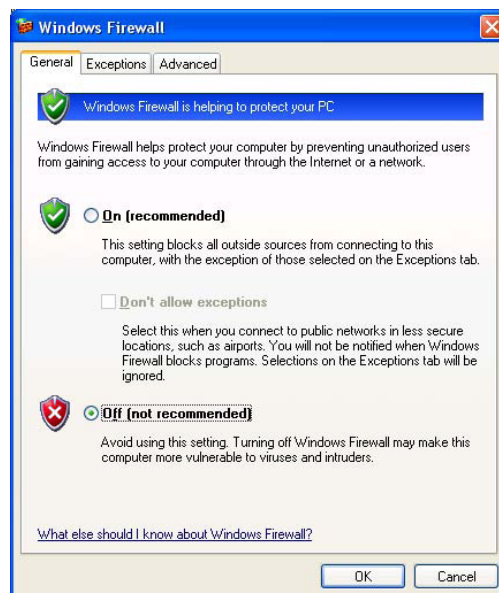 Windows Firewall
General Exceptions Advanced
Windows Firewall is helping to protect your PC
Windows Firewall helps protect your computer by preventing unauthorized users
from gaining access to your computer through the Internet or a network.
On (recommended)
This setting blocks all outside sources from connecting to this
computer, with the exception of those selected on the Exceptions tab.
Don't allow exceptions
Select this when you connect to public networks in less secure
locations, such as airports. You will not be notified when Windows
Firewall blocks programs. Selections on the Exceptions tab will be
ignored.
Off (not recommended)
Avoid using this setting. Turning off Windows Firewall may make this
computer more vulnerable to viruses and intruders.
What else should I know about Windows Firewall?
OK Cancel